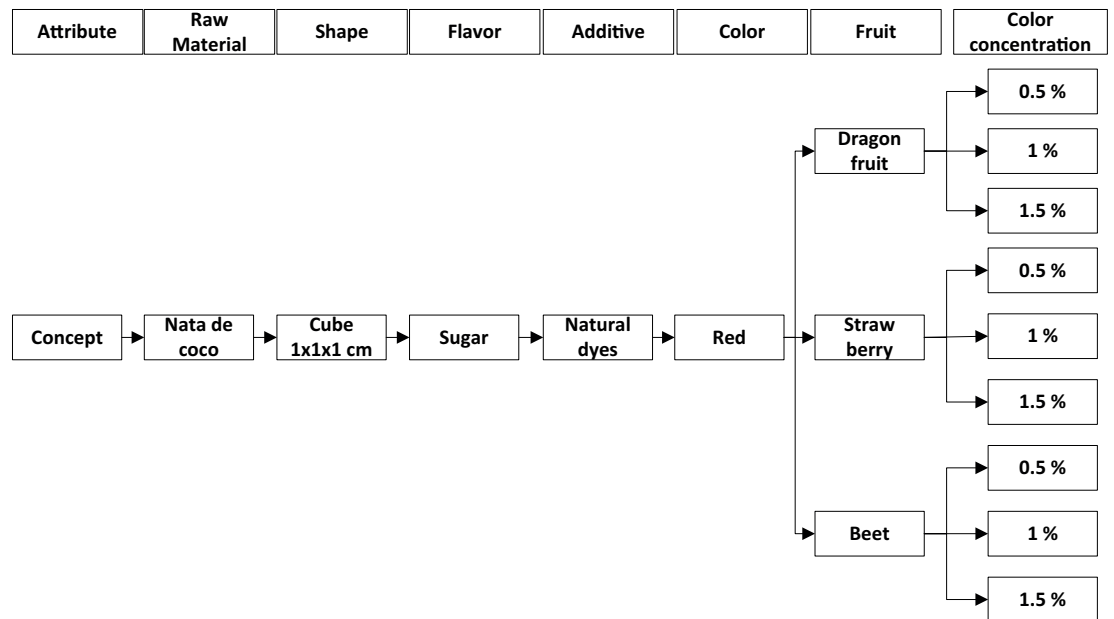 Attribute
Raw
Material
Shape
Flavor
Additive
Color
Fruit
Color
concentration
0.5 %
Dragon
fruit
1 %
1.5 %
0.5 %
Concept
Nata de
coco
Cube
1x1x1 cm
Sugar
Natural
dyes
Red
Straw
berry
1 %
1.5 %
0.5 %
Beet
1 %
1.5 %